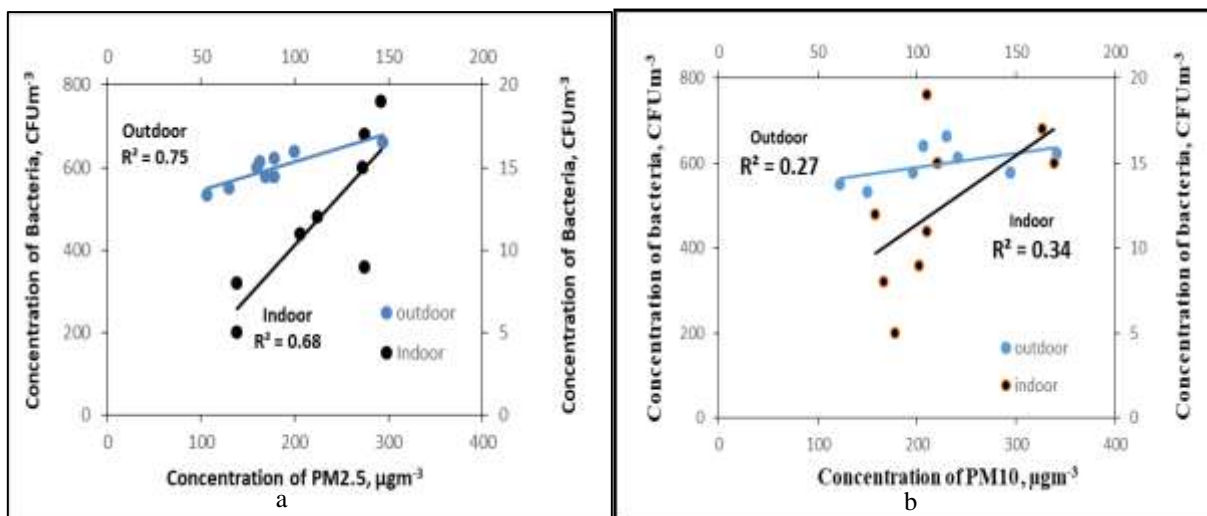 0 50 100 150 200
800 20
600 15
400 10
200 5
0 0
0 100 200 300 400
Outdoor
R² = 0.75
Indoor
R² = 0.68
outdoor
Indoor
Concentration of Bacteria, CFUm⁻³
Concentration of Bacteria, CFUm⁻³
Concentration of PM2.5, µgm⁻³
a
0 50 100 150 200
800 20
600 15
400 10
200 5
0 0
0 100 200 300 400
Outdoor
R² = 0.27
Indoor
R² = 0.34
outdoor
indoor
Concentration of bacteria, CFUm⁻³
Concentration of bacteria, CFUm⁻³
Concentration of PM10, µgm⁻³
b